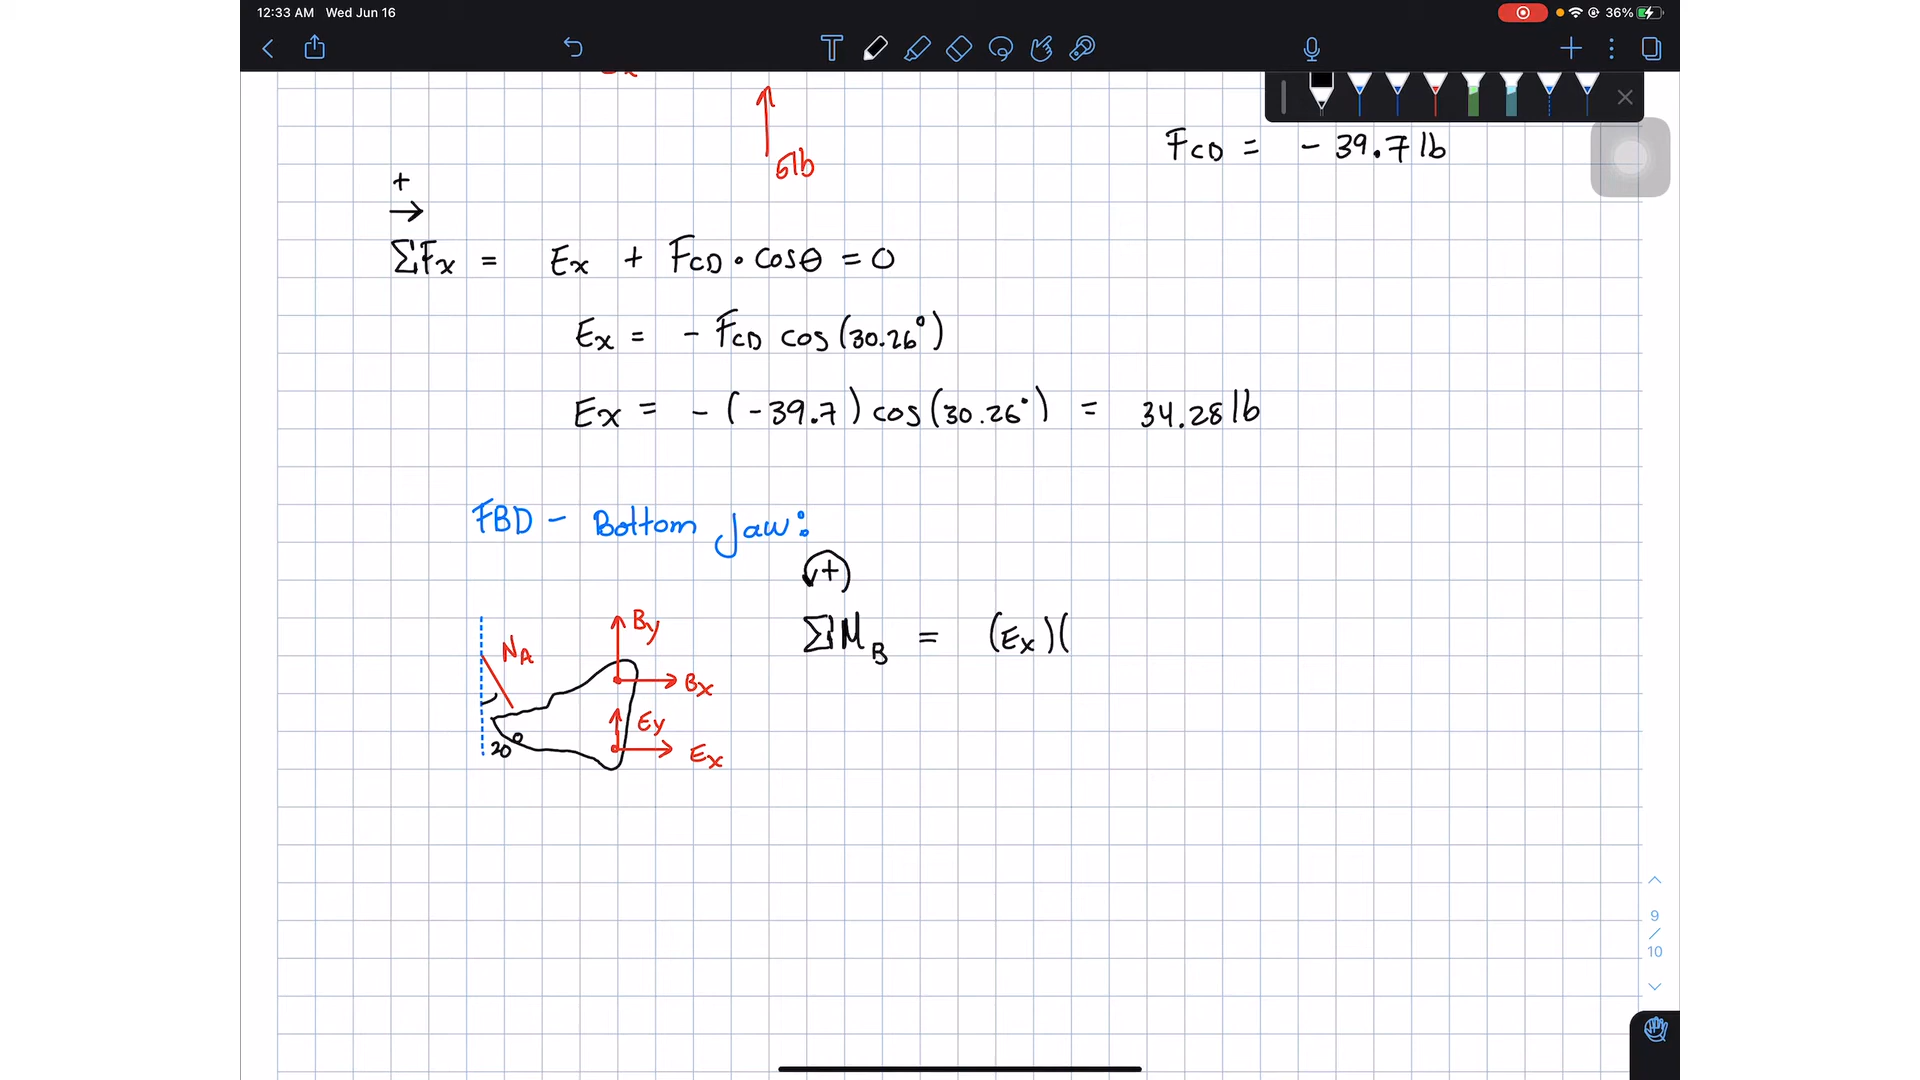 12:33 AM Wed Jun 16
36%
5lb
FCD = - 39.7 lb
+
→
ΣFx = Ex + FCD · cosθ = 0
Ex = - FCD cos(30.26°)
Ex = - (-39.7) cos(30.26°) = 34.28 lb
FBD - Bottom Jaw:
+
ΣMB = (Ex)(
By
NA
Bx
Ey
20°
Ex
9
/
10